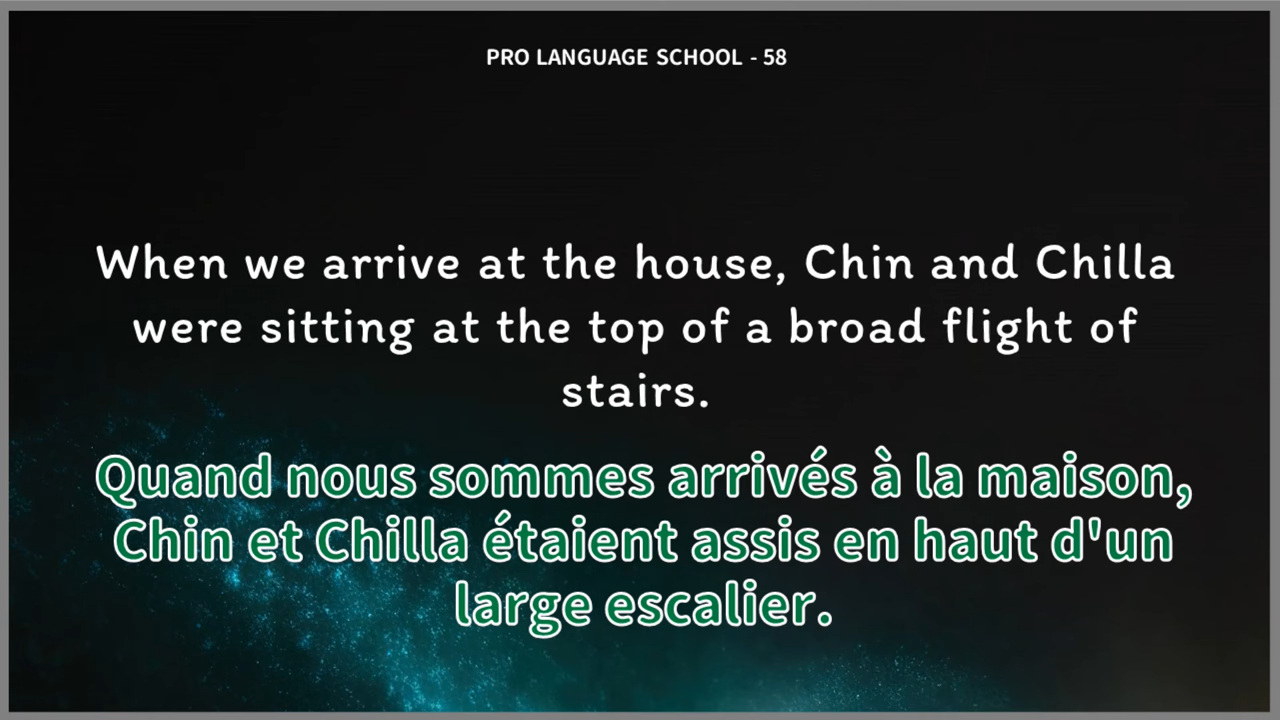 PRO LANGUAGE SCHOOL - 58
When we arrive at the house, Chin and Chilla
were sitting at the top of a broad flight of
stairs.
Quand nous sommes arrivés à la maison,
Chin et Chilla étaient assis en haut d'un
large escalier.